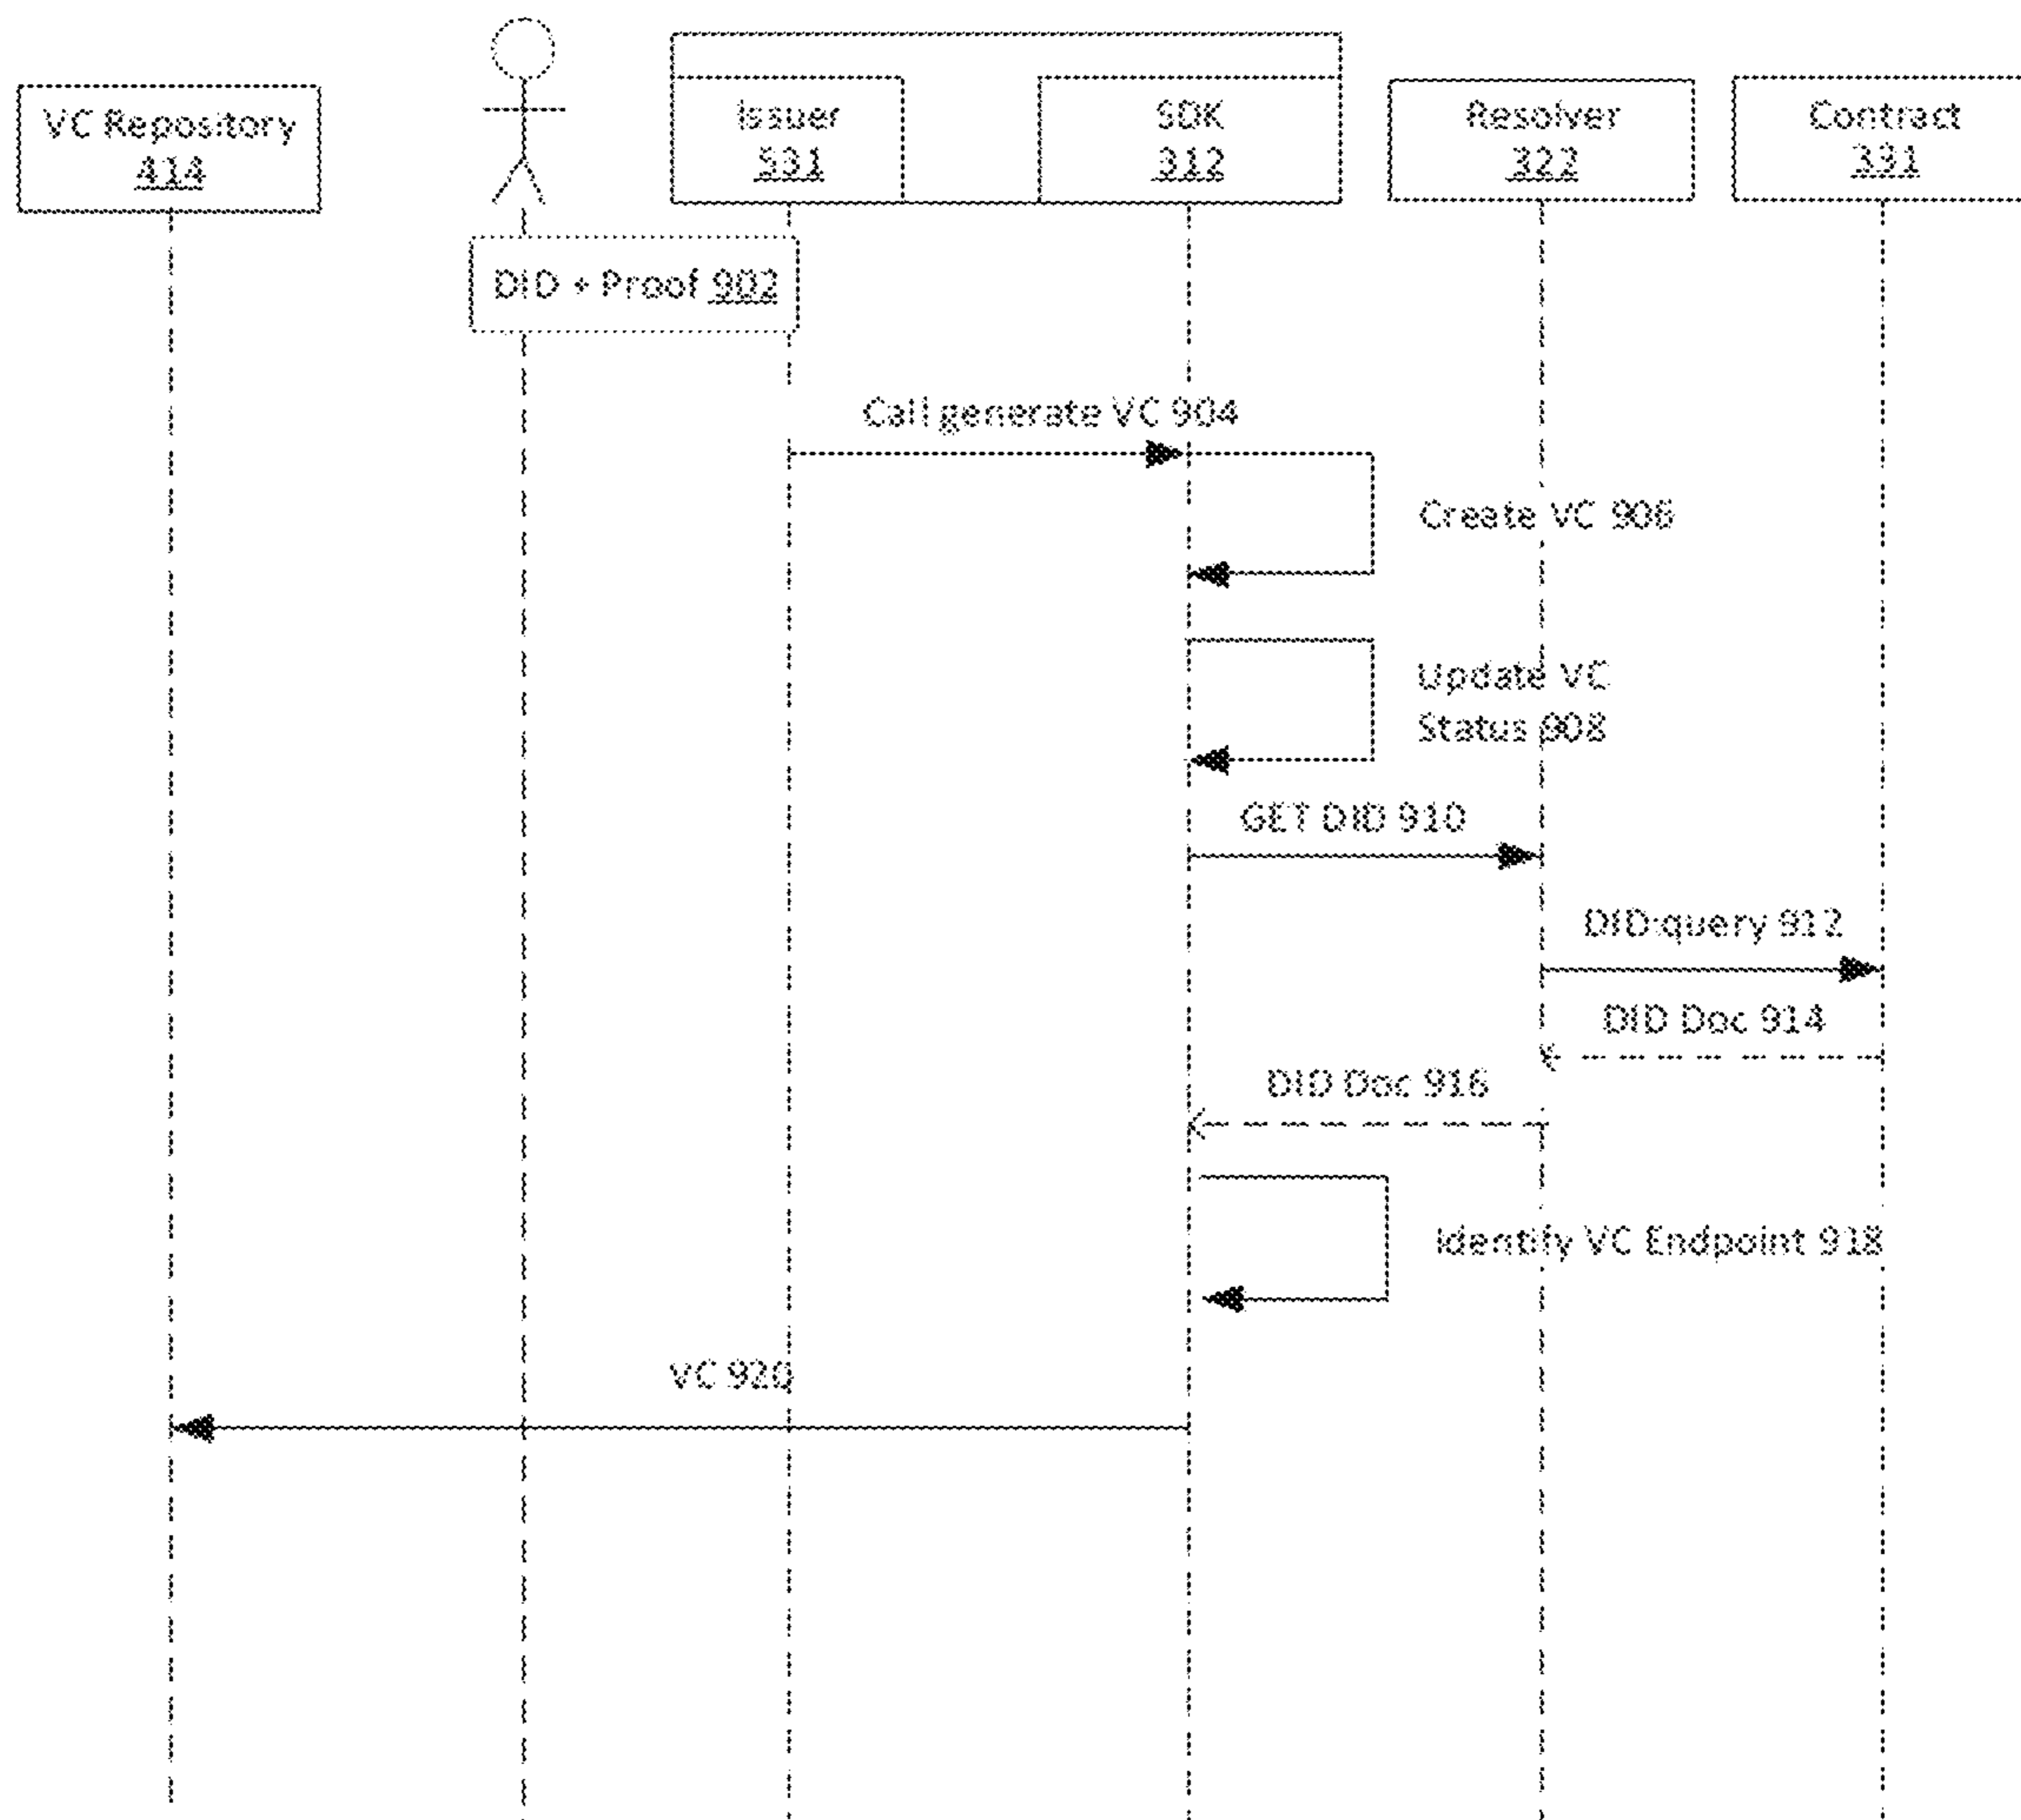 VC Repository
414
Issuer
531
SDK
312
Resolver
322
Contract
331
DID + Proof 902
Call generate VC 904
Create VC 906
Update VC
Status 908
GET DID 910
DID:query 912
DID Doc 914
DID Doc 916
Identify VC Endpoint 918
VC 920